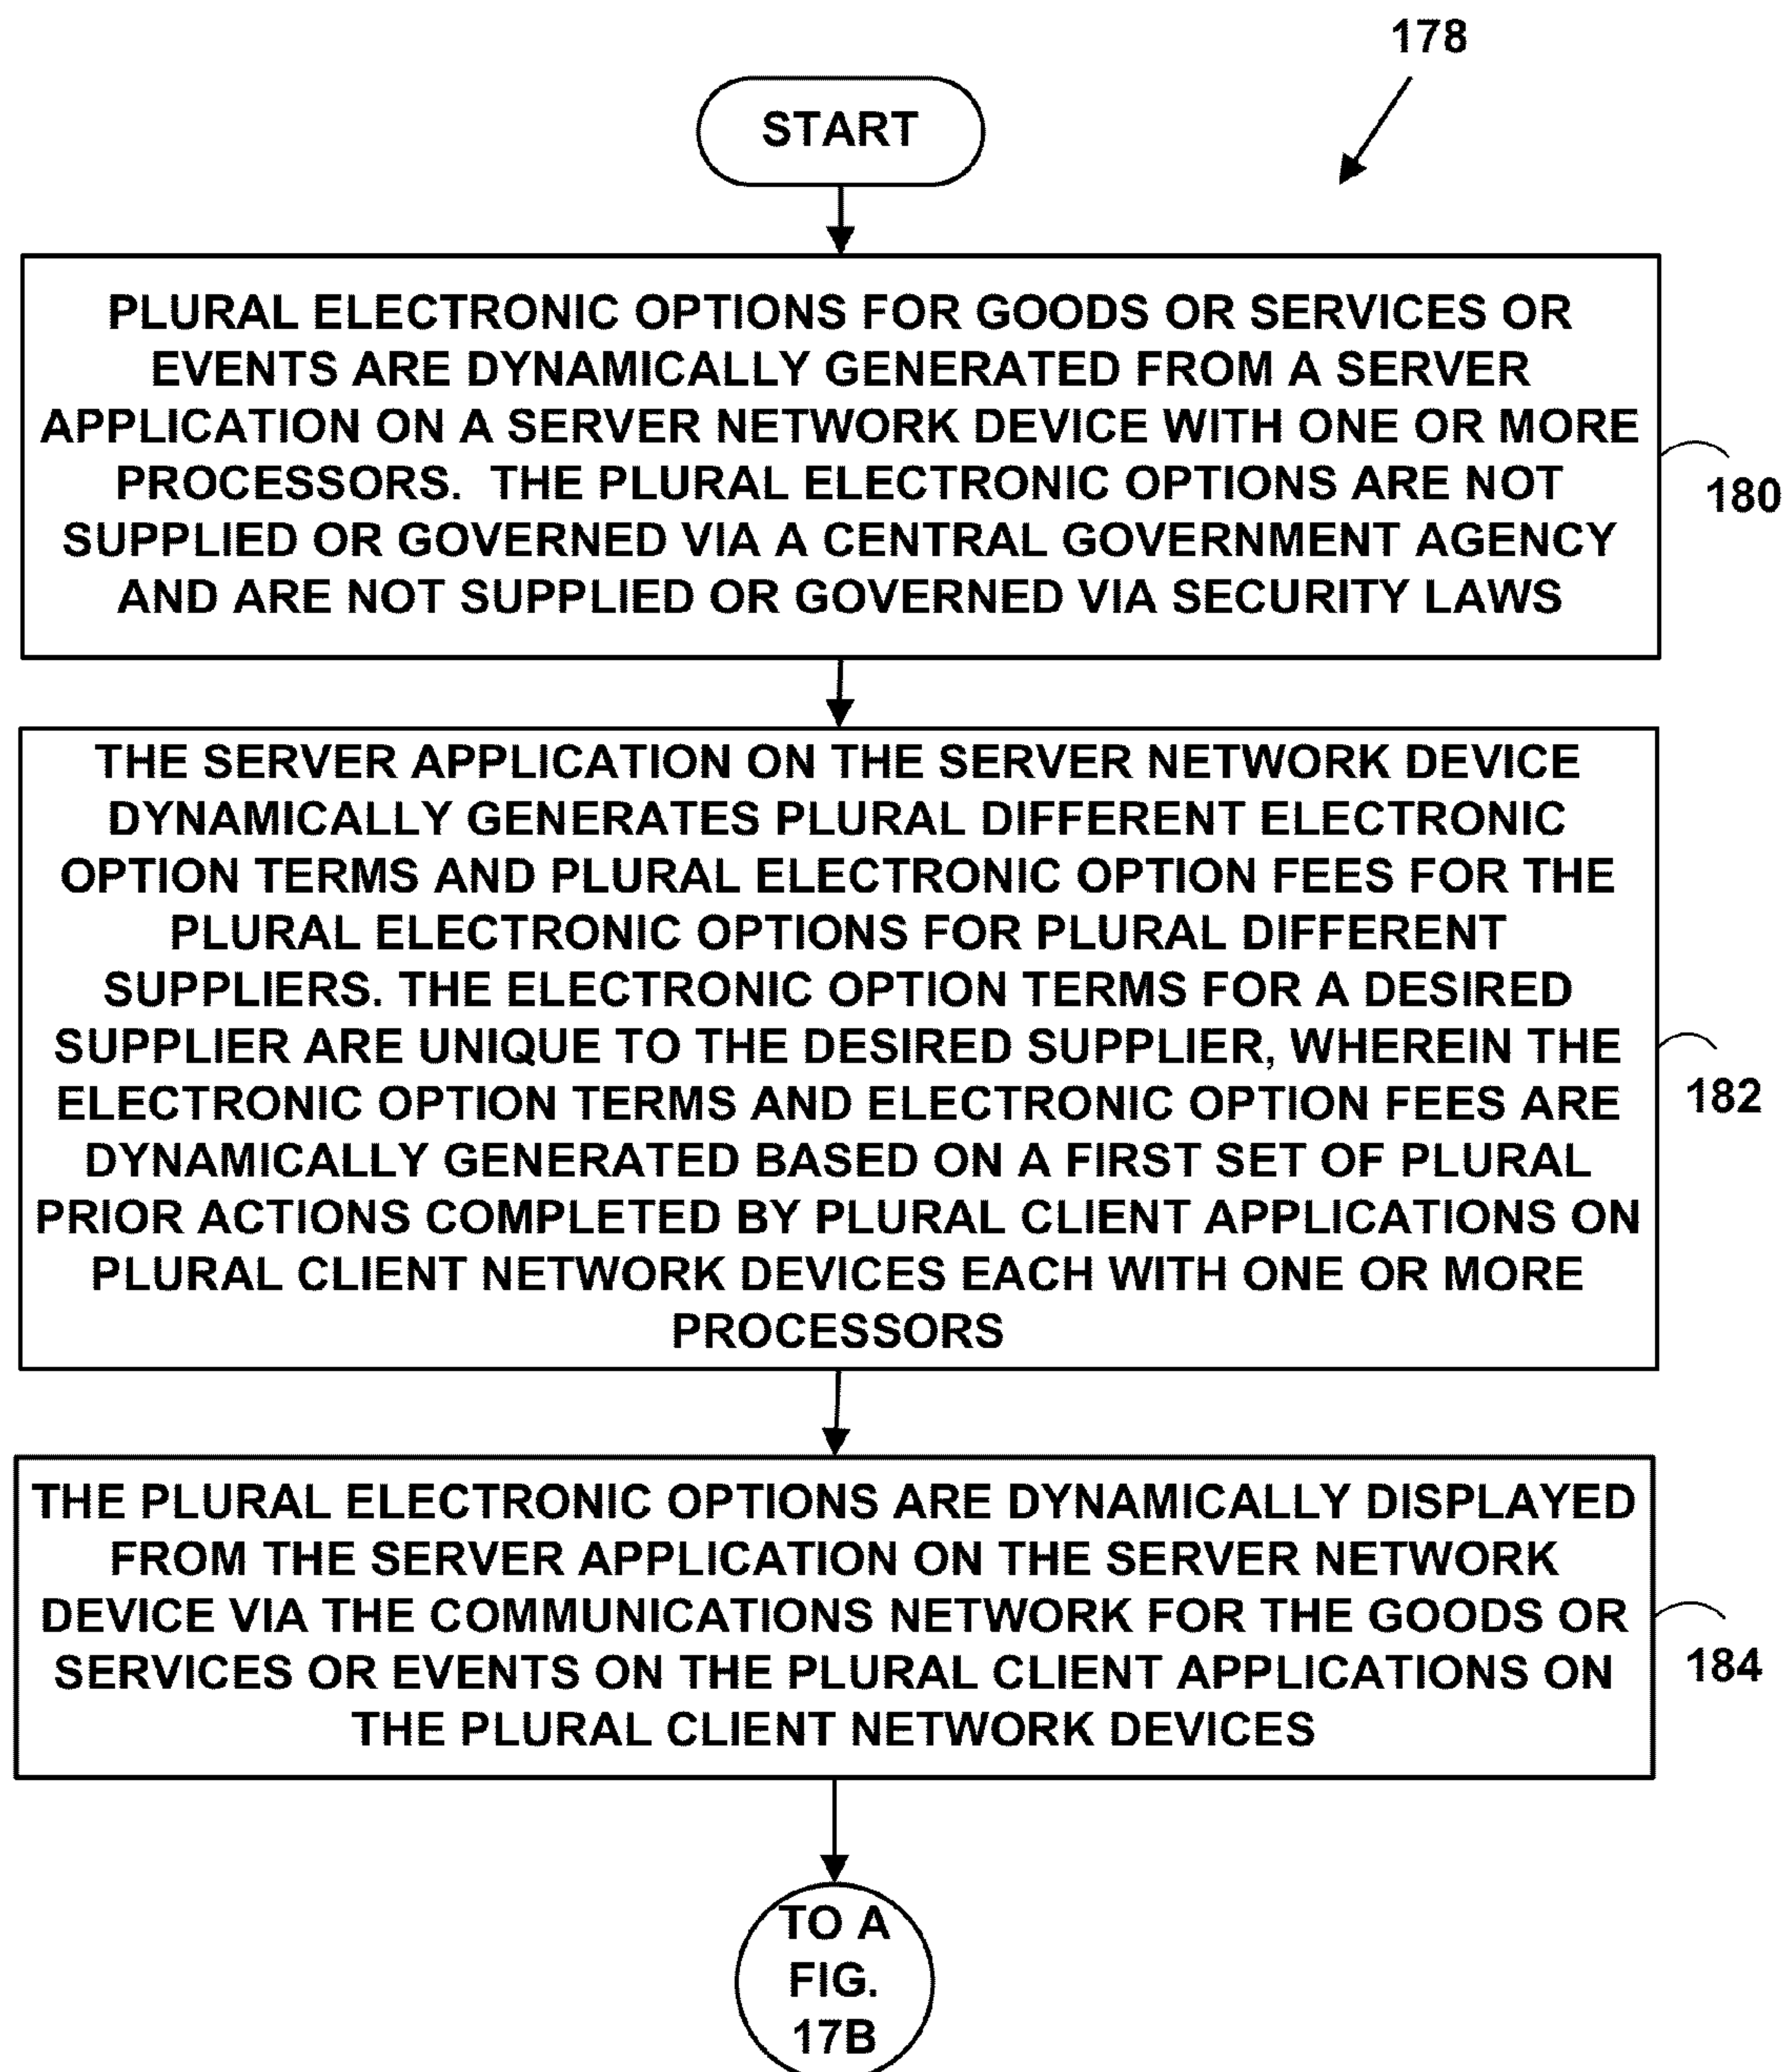 178
START
PLURAL ELECTRONIC OPTIONS FOR GOODS OR SERVICES OR
EVENTS ARE DYNAMICALLY GENERATED FROM A SERVER
APPLICATION ON A SERVER NETWORK DEVICE WITH ONE OR MORE
PROCESSORS.  THE PLURAL ELECTRONIC OPTIONS ARE NOT
SUPPLIED OR GOVERNED VIA A CENTRAL GOVERNMENT AGENCY
AND ARE NOT SUPPLIED OR GOVERNED VIA SECURITY LAWS
180
THE SERVER APPLICATION ON THE SERVER NETWORK DEVICE
DYNAMICALLY GENERATES PLURAL DIFFERENT ELECTRONIC
OPTION TERMS AND PLURAL ELECTRONIC OPTION FEES FOR THE
PLURAL ELECTRONIC OPTIONS FOR PLURAL DIFFERENT
SUPPLIERS. THE ELECTRONIC OPTION TERMS FOR A DESIRED
SUPPLIER ARE UNIQUE TO THE DESIRED SUPPLIER, WHEREIN THE
ELECTRONIC OPTION TERMS AND ELECTRONIC OPTION FEES ARE
DYNAMICALLY GENERATED BASED ON A FIRST SET OF PLURAL
PRIOR ACTIONS COMPLETED BY PLURAL CLIENT APPLICATIONS ON
PLURAL CLIENT NETWORK DEVICES EACH WITH ONE OR MORE
PROCESSORS
182
THE PLURAL ELECTRONIC OPTIONS ARE DYNAMICALLY DISPLAYED
FROM THE SERVER APPLICATION ON THE SERVER NETWORK
DEVICE VIA THE COMMUNICATIONS NETWORK FOR THE GOODS OR
SERVICES OR EVENTS ON THE PLURAL CLIENT APPLICATIONS ON
THE PLURAL CLIENT NETWORK DEVICES
184
TO A
FIG.
17B